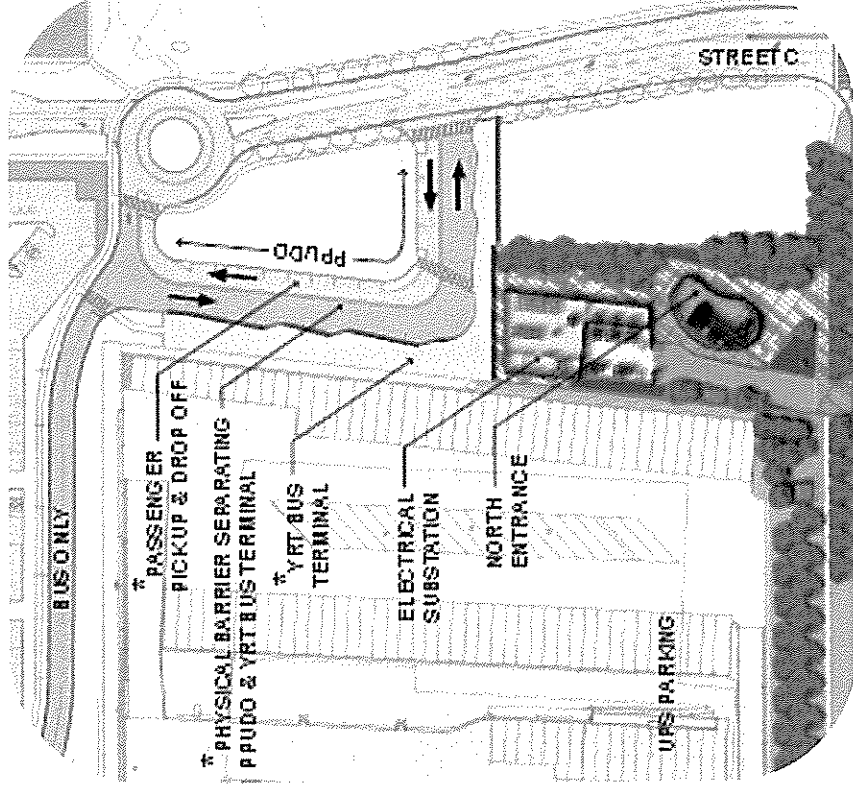 STREET C
BUS ONLY
PPUDO
* PASSENGER
PICKUP & DROP OFF
* PHYSICAL BARRIER SEPARATING
PPUDO & YRT BUS TERMINAL
* YRT BUS
TERMINAL
ELECTRICAL
SUBSTATION
NORTH
ENTRANCE
UPS PARKING